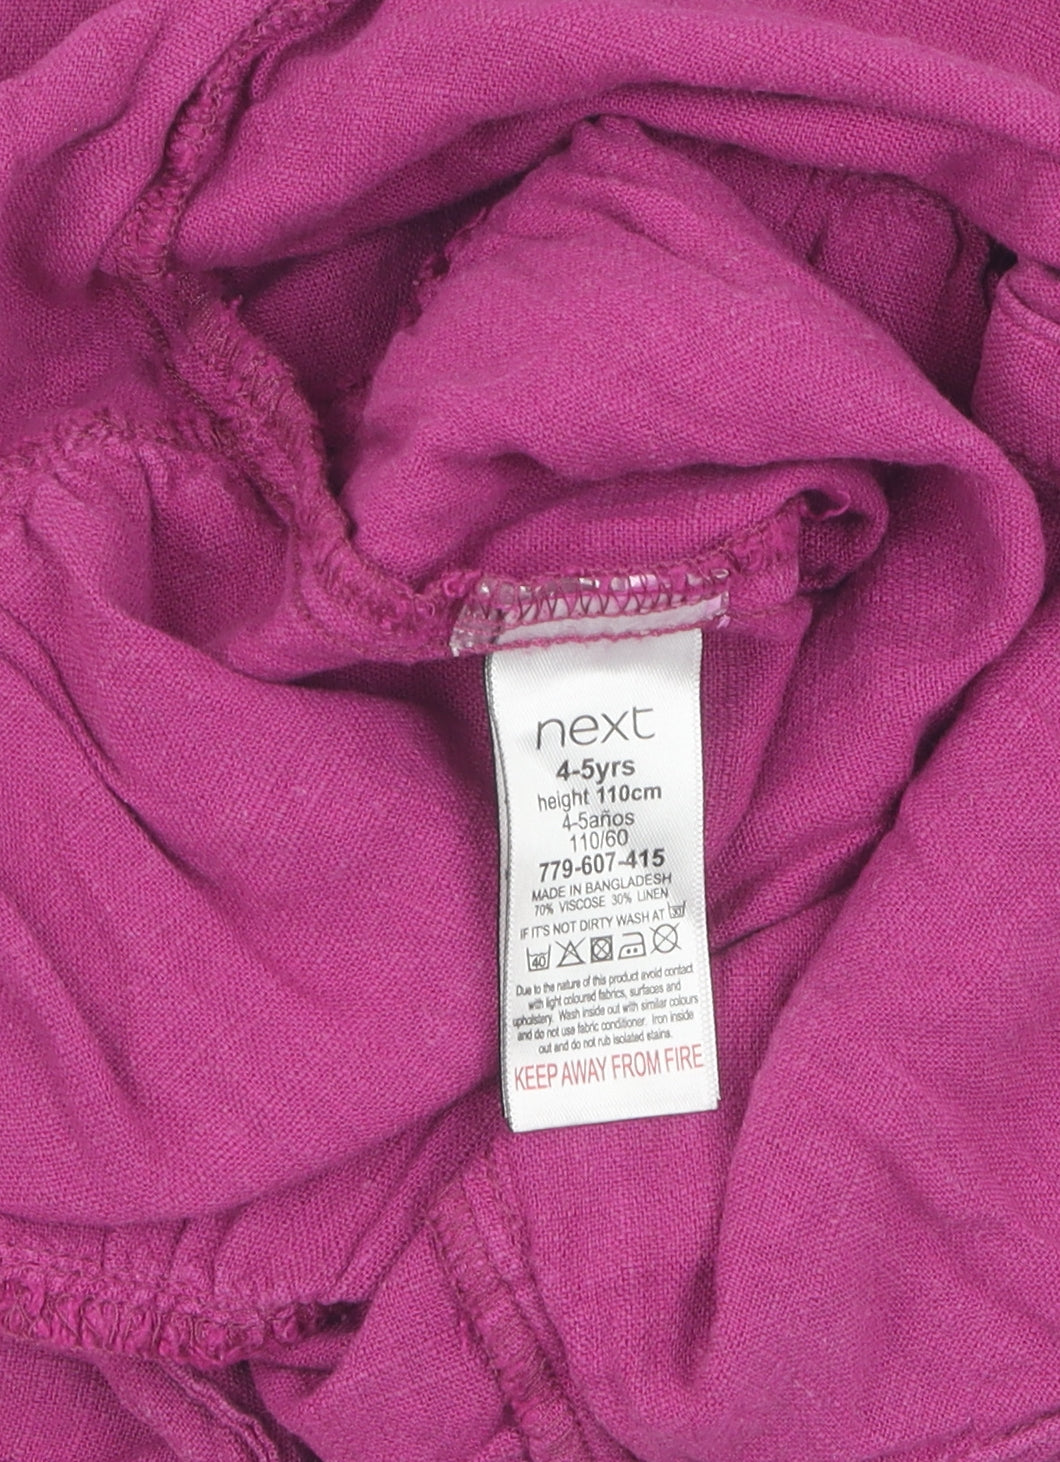 next
4-5yrs
height 110cm
4-5años
110/60
779-607-415
MADE IN BANGLADESH
70% VISCOSE 30% LINEN
IF IT'S NOT DIRTY WASH AT 30
40
Due to the nature of this product avoid contact
with light coloured fabrics, surfaces and
upholstery. Wash inside out with similar colours
and do not use fabric conditioner. Iron inside
out and do not rub isolated stains.
KEEP AWAY FROM FIRE